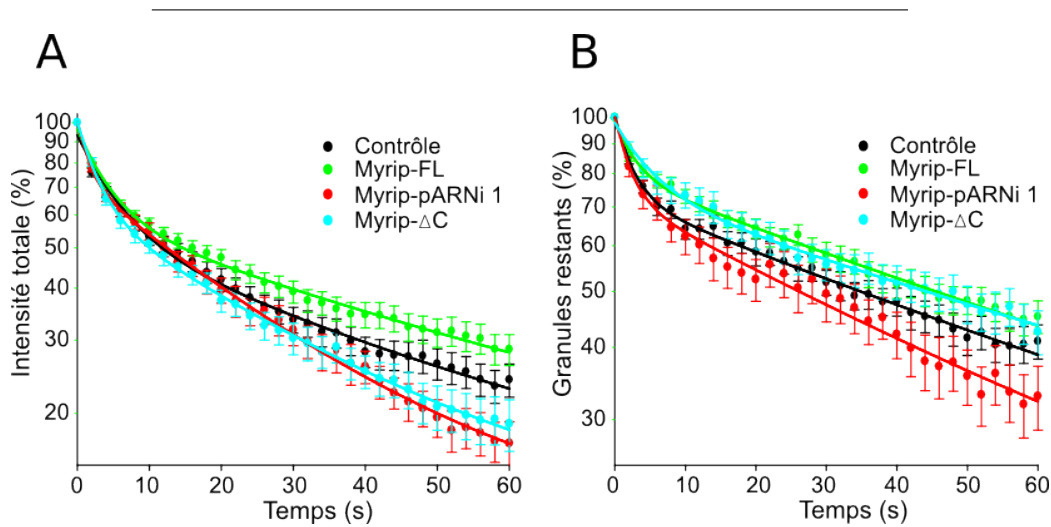 A
Intensité totale (%)
100
90
80
70
60
50
40
30
20
0
10
20
30
40
50
60
Temps (s)
Contrôle
Myrip-FL
Myrip-pARNi 1
Myrip-ΔC
B
Granules restants (%)
100
90
80
70
60
50
40
30
0
10
20
30
40
50
60
Temps (s)
Contrôle
Myrip-FL
Myrip-pARNi 1
Myrip-ΔC